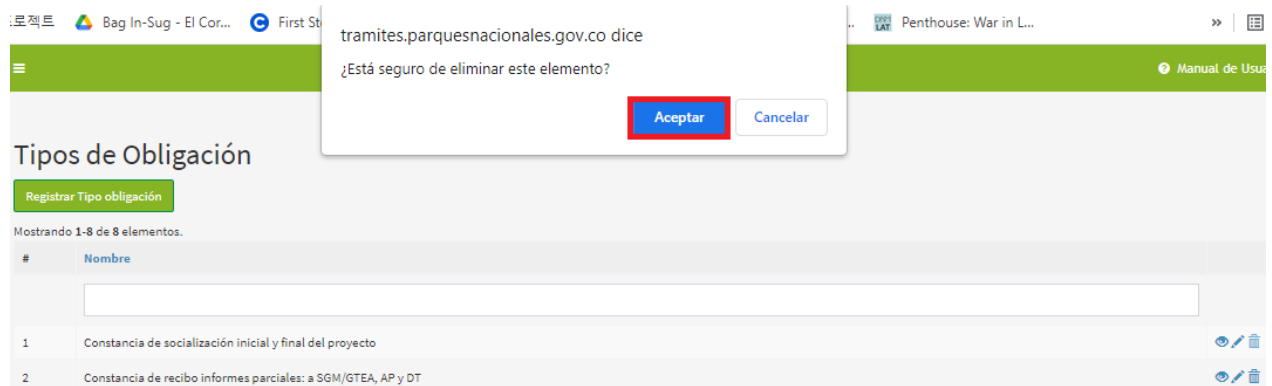 로젝트 Bag In-Sug - El Cor... First St .. Penthouse: War in L... »
tramites.parquesnacionales.gov.co dice
¿Está seguro de eliminar este elemento?
Aceptar Cancelar
Manual de Usua
Tipos de Obligación
Registrar Tipo obligación
Mostrando 1-8 de 8 elementos.
# Nombre
1 Constancia de socialización inicial y final del proyecto
2 Constancia de recibo informes parciales: a SGM/GTEA, AP y DT